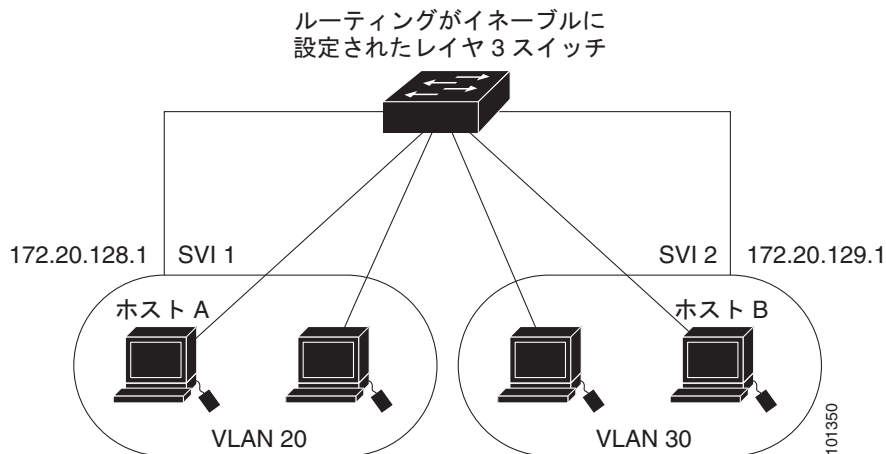 ルーティングがイネーブルに
設定されたレイヤ 3 スイッチ
172.20.128.1 SVI 1
SVI 2 172.20.129.1
ホスト A
ホスト B
VLAN 20
VLAN 30
101350